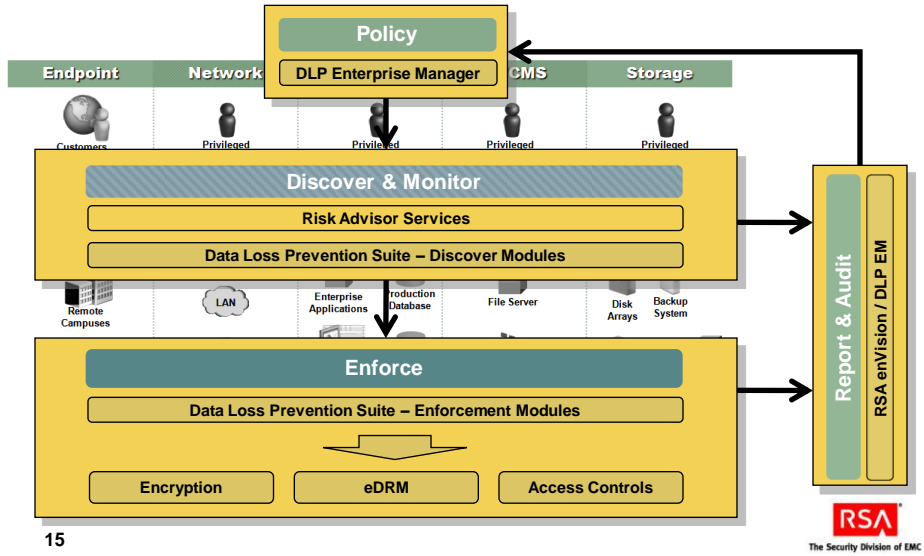 Policy
DLP Enterprise Manager
Endpoint
Network
CMS
Storage
Customers
Privileged
Privileged
Privileged
Privileged
Discover & Monitor
Risk Advisor Services
Data Loss Prevention Suite – Discover Modules
Remote
Campuses
LAN
Enterprise
Applications
Production
Database
File Server
Disk
Arrays
Backup
System
Enforce
Data Loss Prevention Suite – Enforcement Modules
Encryption
eDRM
Access Controls
Report & Audit
RSA enVision / DLP EM
15
RSA
The Security Division of EMC